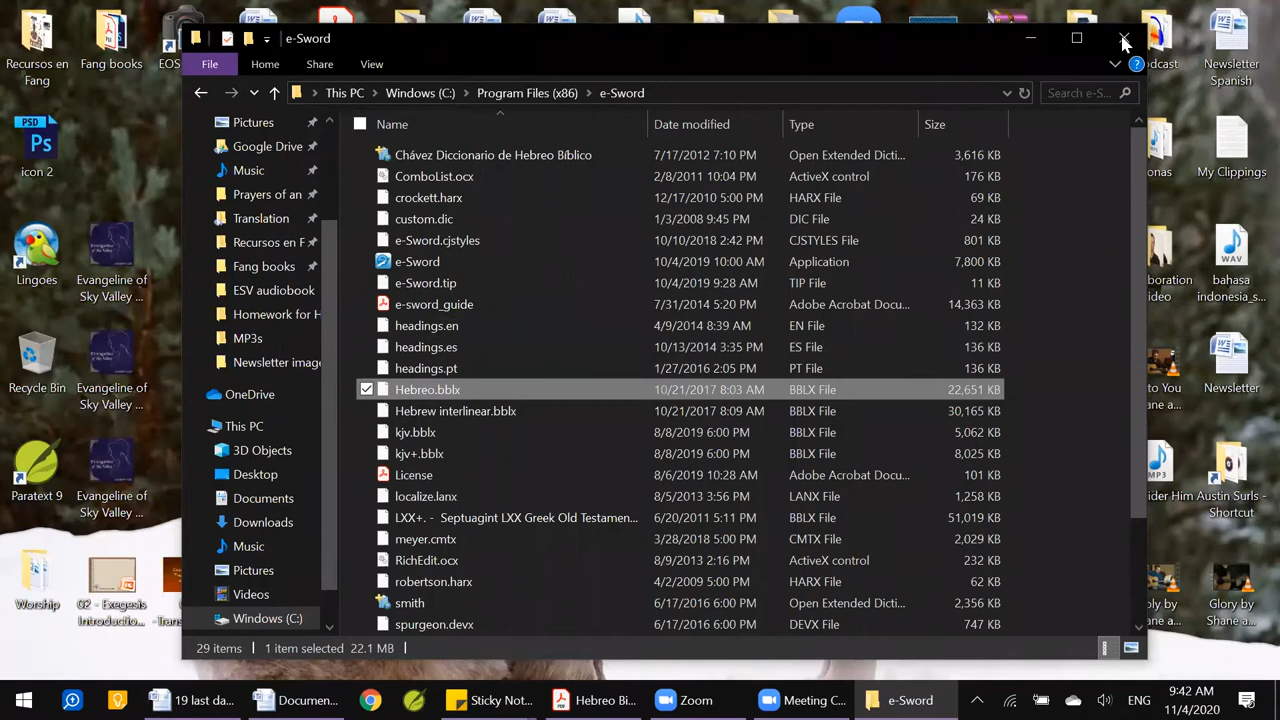 e-Sword
File Home Share View
This PC Windows (C:) Program Files (x86) e-Sword
Search e-S...
Name Date modified Type Size
Pictures
Google Drive
Music
Prayers of an
Translation
Recursos en F
Fang books
ESV audiobook
Homework for H
MP3s
Newsletter image
OneDrive
This PC
3D Objects
Desktop
Documents
Downloads
Music
Pictures
Videos
Windows (C:)
Chávez Diccionario de Hebreo Bíblico 7/17/2012 7:10 PM Open Extended Dicti... 3,616 KB
ComboList.ocx 2/8/2011 10:04 PM ActiveX control 176 KB
crockett.harx 12/17/2010 5:00 PM HARX File 69 KB
custom.dic 1/3/2008 9:45 PM DIC File 24 KB
e-Sword.cjstyles 10/10/2018 2:42 PM
e-Sword 10/4/2019 10:00 AM Application 7,800 KB
e-Sword.tip 10/4/2019 9:28 AM TIP File 11 KB
e-sword_guide 7/31/2014 5:20 PM Adobe Acrobat Docu... 14,363 KB
headings.en 4/9/2014 8:39 AM EN File 132 KB
headings.es 10/13/2014 3:35 PM ES File 136 KB
headings.pt 1/27/2016 2:05 PM PT File 136 KB
Hebreo.bblx 10/21/2017 8:03 AM BBLX File 22,651 KB
Hebrew interlinear.bblx 10/21/2017 8:09 AM BBLX File 30,165 KB
kjv.bblx 8/8/2019 6:00 PM BBLX File 5,062 KB
kjv+.bblx 8/8/2019 6:00 PM BBLX File 8,025 KB
License 8/6/2019 10:28 AM Adobe Acrobat Docu... 101 KB
localize.lanx 8/5/2013 3:56 PM LANX File 1,258 KB
LXX+. - Septuagint LXX Greek Old Testamen... 6/20/2011 5:11 PM BBLX File 51,019 KB
meyer.cmtx 3/28/2018 5:00 PM CMTX File 2,029 KB
RichEdit.ocx 8/9/2013 2:16 PM ActiveX control 232 KB
robertson.harx 4/2/2009 5:00 PM HARX File 62 KB
smith 6/17/2016 6:00 PM Open Extended Dicti... 2,336 KB
spurgeon.devx 6/17/2016 6:00 PM DEVX File 747 KB
29 items 1 item selected 22.1 MB
Recursos en
Fang
Fang books
EOS
PSD
Ps
icon 2
Lingoes
Evangeline of
Sky Valley ...
Recycle Bin
Evangeline of
Sky Valley ...
Paratext 9
Evangeline of
Sky Valley ...
Worship
02 - Exegesis
Introductio...
-Trans
Newsletter
Spanish
My Clippings
WAV
bahasa
indonesia_s...
Newsletter
MP3
Austin Surls -
Shortcut
Glory by
Shane a...
19 last da...
Documen...
Sticky Not...
Hebreo Bi...
Zoom
Meeting C...
e-Sword
ENG
9:42 AM
11/4/2020